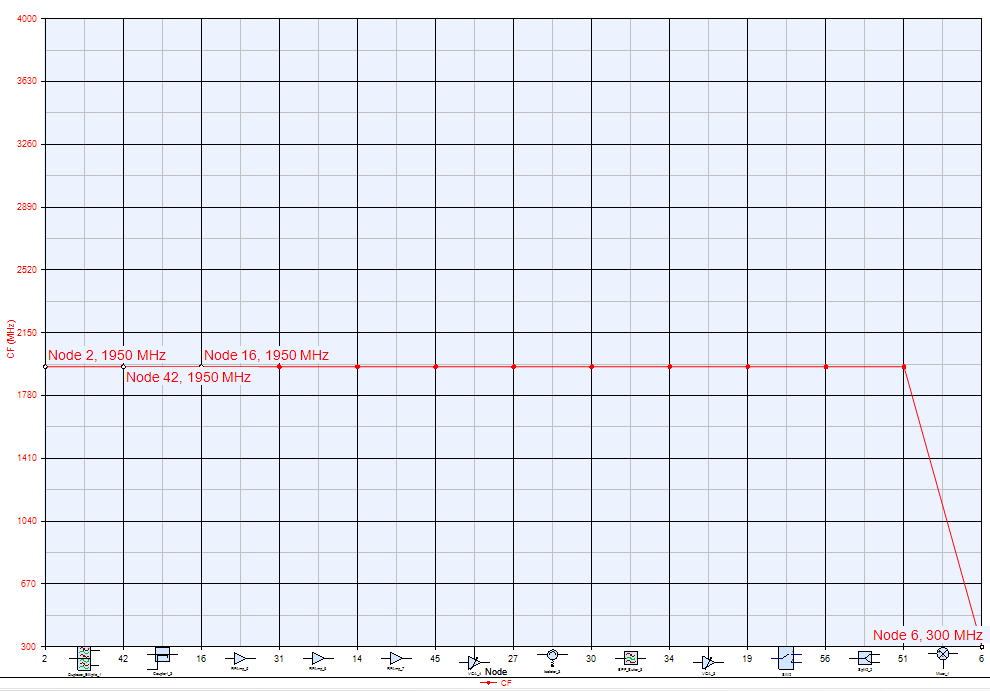 4000
3630
3260
2890
2520
2150
1780
1410
1040
670
300
CF (MHz)
Node 2, 1950 MHz
Node 16, 1950 MHz
Node 42, 1950 MHz
Node 6, 300 MHz
2 42 16 31 14 45 27 30 34 19 56 51 6
Node
CF